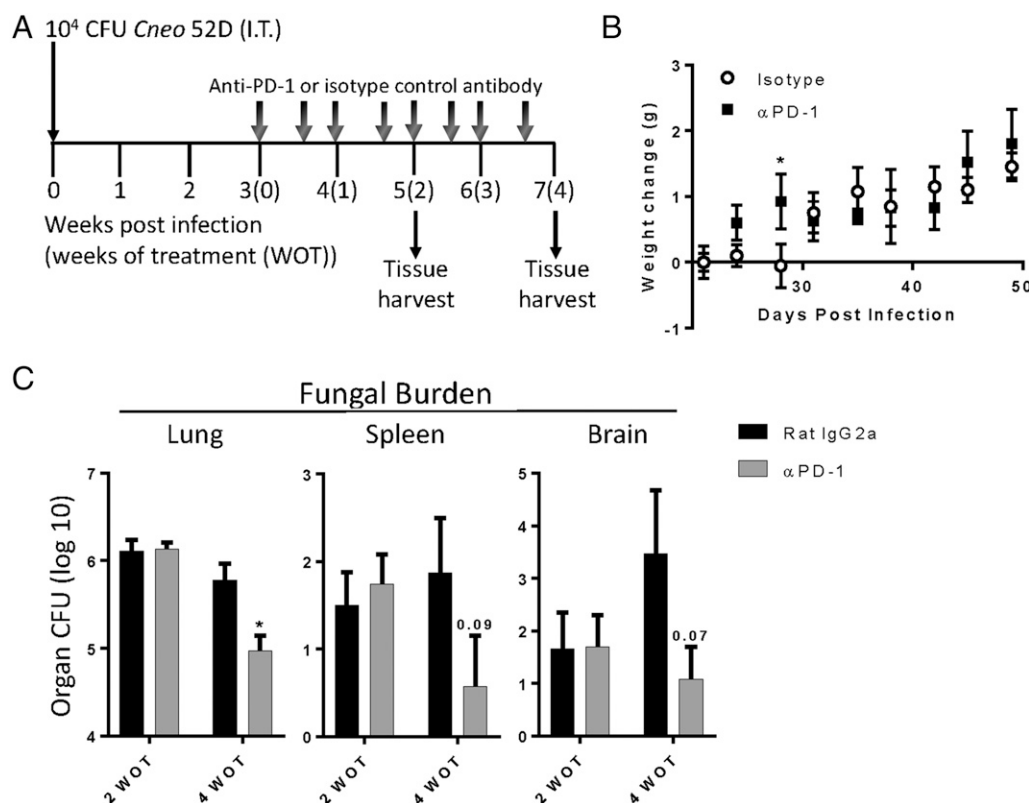 A
10⁴ CFU Cneo 52D (I.T.)
Anti-PD-1 or isotype control antibody
0 1 2 3(0) 4(1) 5(2) 6(3) 7(4)
Weeks post infection
(weeks of treatment (WOT))
Tissue harvest
Tissue harvest
B
Isotype
αPD-1
Weight change (g)
3
2
1
0
-1
*
30 40 50
Days Post Infection
C
Fungal Burden
Lung Spleen Brain
Rat IgG2a
αPD-1
Organ CFU (log 10)
7
6
5
4
*
2 WOT 4 WOT
3
2
1
0
0.09
2 WOT 4 WOT
5
4
3
2
1
0
0.07
2 WOT 4 WOT